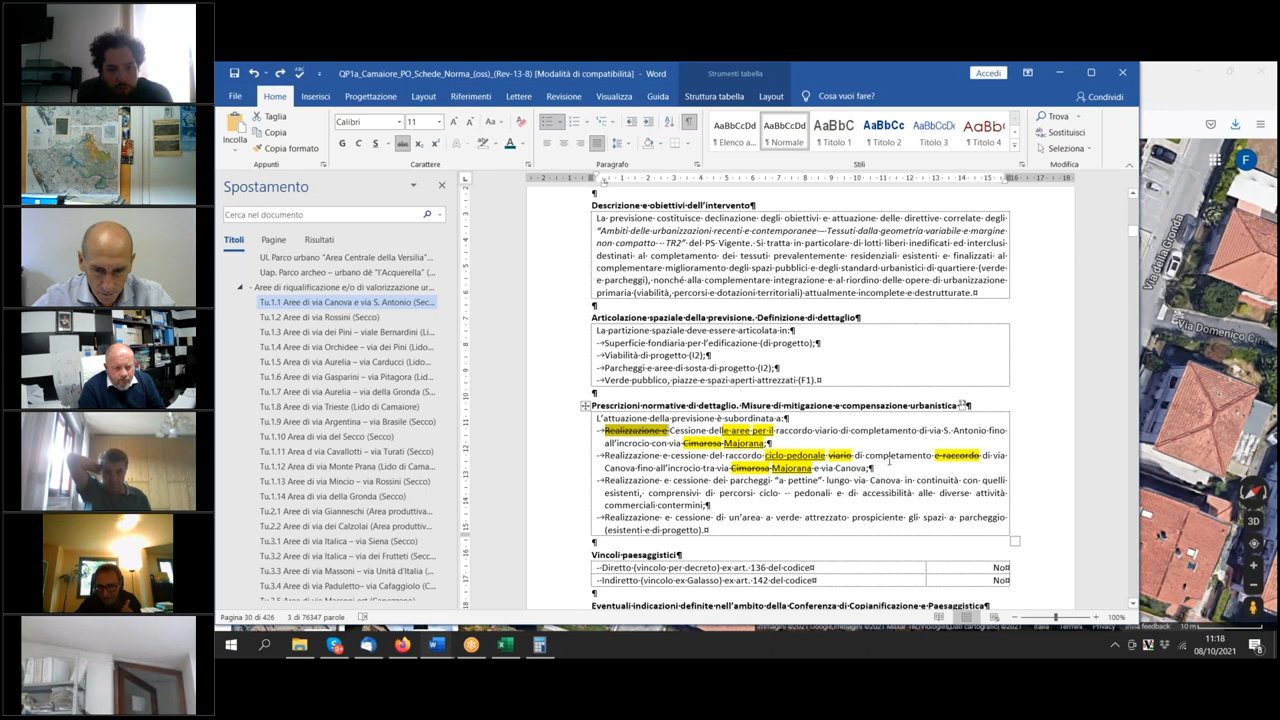 QP1a_Camaiore_PO_Schede_Norma_(oss)_(Rev-13-8) [Modalità di compatibilità] - Word
Strumenti tabella
Accedi
File Home Inserisci Progettazione Layout Riferimenti Lettere Revisione Visualizza Guida Struttura tabella Layout Cosa vuoi fare? Condividi
Incolla
Taglia
Copia
Copia formato
Appunti
Calibri 11
G C S
Carattere
Paragrafo
AaBbCcDd AaBbCcDd AaBbC AaBbCc AaBbCcD AaBb(
¶ Elenco a... ¶ Normale ¶ Titolo 1 ¶ Titolo 2 ¶ Titolo 3 ¶ Titolo 4
Stili
Trova
Sostituisci
Seleziona
Modifica
Spostamento
Cerca nel documento
Titoli Pagine Risultati
UI. Parco urbano "Area Centrale della Versilia"
Uap. Parco archeo – urbano de "l'Acquerella" (...
- Aree di riqualificazione e/o di valorizzazione ur...
Tu.1.1 Aree di via Canova e via S. Antonio (Sec...
Tu.1.2 Aree di via Rossini (Secco)
Tu.1.3 Aree di via dei Pini – viale Bernardini (Li...
Tu.1.4 Aree di via Orchidee – via dei Pini (Lido...
Tu.1.5 Aree di via Aurelia – via Carducci (Lido...
Tu.1.6 Aree di via Gasparini – via Pitagora (Lid...
Tu.1.7 Aree di via Aurelia – via della Gronda (S...
Tu.1.8 Aree di via Trieste (Lido di Camaiore)
Tu.1.9 Aree di via Argentina – via Brasile (Secco)
Tu.1.10 Area di via del Secco (Secco)
Tu.1.11 Area di via Cavallotti – via Turati (Secco)
Tu.1.12 Area di via Monte Prana (Lido di Cam...
Tu.1.13 Area di via Mincio – via Rossini (Secco)
Tu.1.14 Area di via della Gronda (Secco)
Tu.2.1 Area di via Gianneschi (Area produttiva...
Tu.2.2 Area di via dei Calzolai (Area produttiv...
Tu.3.1 Aree di via Italica – via Siena (Secco)
Tu.3.2 Aree di via Italica – via dei Frutteti (Sec...
Tu.3.3 Aree di via Massoni – via Unità d'Italia (...
Tu.3.4 Aree di via Paduletto– via Cafaggiolo (C...
Descrizione e obiettivi dell'intervento¶
La previsione costituisce declinazione degli obiettivi e attuazione delle direttive correlate degli
"Ambiti delle urbanizzazioni recenti e contemporanee – Tessuti dalla geometria variabile e margine
non compatto - TR2" del PS Vigente. Si tratta in particolare di lotti liberi inedificati ed interclusi
destinati al completamento dei tessuti prevalentemente residenziali esistenti e finalizzati al
complementare miglioramento degli spazi pubblici e degli standard urbanistici di quartiere (verde
e parcheggi), nonché alla complementare integrazione e al riordino delle opere di urbanizzazione
primaria (viabilità, percorsi e dotazioni territoriali) attualmente incomplete e destrutturate.¤
¶
Articolazione spaziale della previsione. Definizione di dettaglio¶
La partizione spaziale deve essere articolata in:¶
-→Superficie fondiaria per l'edificazione (di progetto);¶
-→Viabilità di progetto (I2);¶
-→Parcheggi e aree di sosta di progetto (I2);¶
-→Verde pubblico, piazze e spazi aperti attrezzati (F1).¤
¶
Prescrizioni normative di dettaglio. Misure di mitigazione e compensazione urbanistica ¶
L'attuazione della previsione è subordinata a:¶
-→Realizzazione e Cessione delle aree per il raccordo viario di completamento di via S. Antonio fino
all'incrocio con via Cimarosa Majorana;¶
-→Realizzazione e cessione del raccordo ciclo-pedonale viario di completamento e raccordo di via
Canova fino all'incrocio tra via Cimarosa Majorana e via Canova;¶
-→Realizzazione e cessione dei parcheggi "a pettine" lungo via Canova in continuità con quelli
esistenti, comprensivi di percorsi ciclo - pedonali e di accessibilità alle diverse attività
commerciali contermini;¶
-→Realizzazione e cessione di un'area a verde attrezzato prospiciente gli spazi a parcheggio
(esistenti e di progetto).¤
¶
Vincoli paesaggistici¶
--Diretto (vincolo per decreto) ex art. 136 del codice¤ No¤
--Indiretto (vincolo ex Galasso) ex art. 142 del codice¤ No¤
¶
Eventuali indicazioni definite nell'ambito della Conferenza di Copianificazione e Paesaggistica¶
Pagina 30 di 426 3 di 76347 parole 100%
F
Via della Gronda
Via Domenico Cim
3D
11:18
08/10/2021